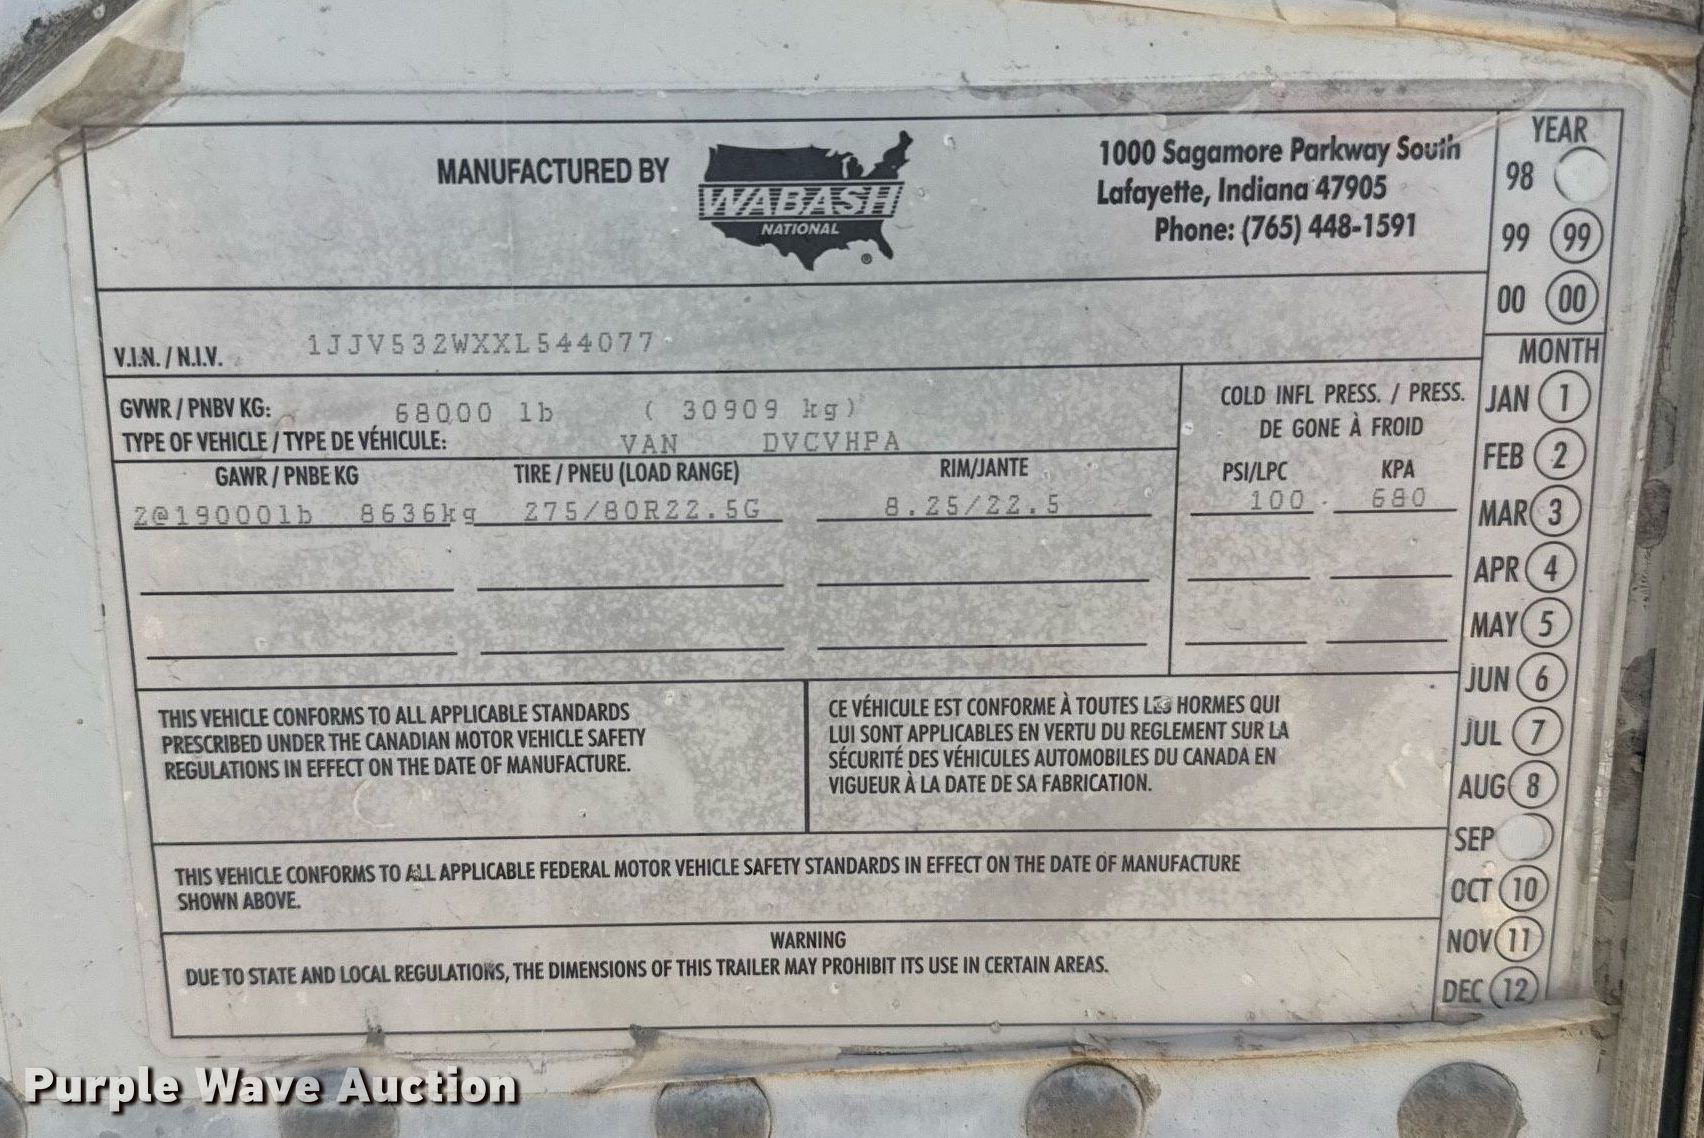 MANUFACTURED BY
WABASH
NATIONAL
®
1000 Sagamore Parkway South
Lafayette, Indiana 47905
Phone: (765) 448-1591
V.I.N. / N.I.V. 1JJV532WXXL544077
GVWR / PNBV KG: 68000 lb ( 30909 kg)
TYPE OF VEHICLE / TYPE DE VÉHICULE: VAN DVCVHPA
GAWR / PNBE KG TIRE / PNEU (LOAD RANGE) RIM/JANTE
2@19000lb 8636kg 275/80R22.5G 8.25/22.5
COLD INFL PRESS. / PRESS.
DE GONE À FROID
PSI/LPC KPA
100 680
THIS VEHICLE CONFORMS TO ALL APPLICABLE STANDARDS
PRESCRIBED UNDER THE CANADIAN MOTOR VEHICLE SAFETY
REGULATIONS IN EFFECT ON THE DATE OF MANUFACTURE.
CE VÉHICULE EST CONFORME À TOUTES LES HORMES QUI
LUI SONT APPLICABLES EN VERTU DU REGLEMENT SUR LA
SÉCURITÉ DES VÉHICULES AUTOMOBILES DU CANADA EN
VIGUEUR À LA DATE DE SA FABRICATION.
THIS VEHICLE CONFORMS TO ALL APPLICABLE FEDERAL MOTOR VEHICLE SAFETY STANDARDS IN EFFECT ON THE DATE OF MANUFACTURE
SHOWN ABOVE.
WARNING
DUE TO STATE AND LOCAL REGULATIONS, THE DIMENSIONS OF THIS TRAILER MAY PROHIBIT ITS USE IN CERTAIN AREAS.
YEAR
98
99 99
00 00
MONTH
JAN 1
FEB 2
MAR 3
APR 4
MAY 5
JUN 6
JUL 7
AUG 8
SEP
OCT 10
NOV 11
DEC 12
Purple Wave Auction